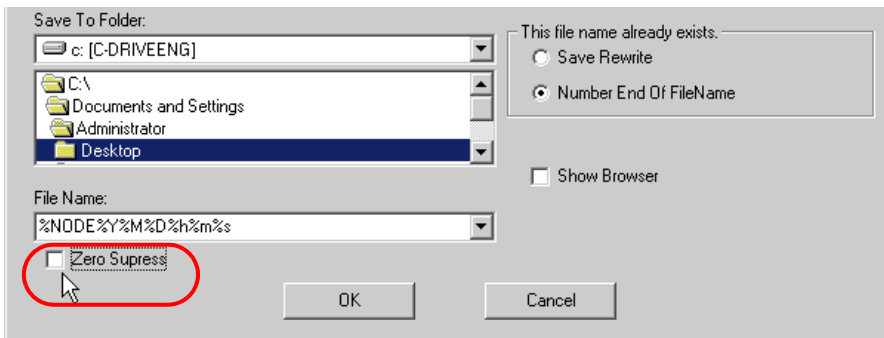 Save To Folder:
c: [C-DRIVEENG]
C:\
Documents and Settings
Administrator
Desktop
File Name:
%NODE%Y%M%D%h%m%s
Zero Supress
This file name already exists.
Save Rewrite
Number End Of FileName
Show Browser
OK
Cancel